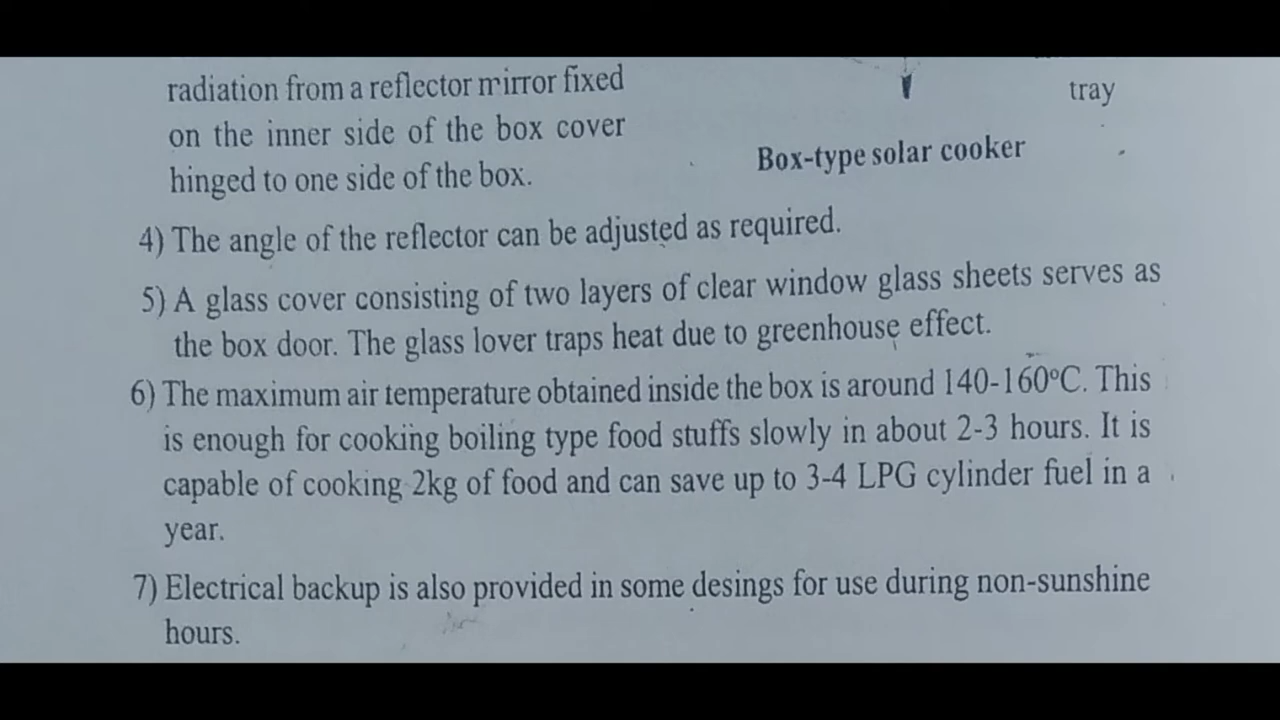 radiation from a reflector mirror fixed
on the inner side of the box cover
hinged to one side of the box.
tray
Box-type solar cooker
4) The angle of the reflector can be adjusted as required.
5) A glass cover consisting of two layers of clear window glass sheets serves as
the box door. The glass lover traps heat due to greenhouse effect.
6) The maximum air temperature obtained inside the box is around 140-160°C. This
is enough for cooking boiling type food stuffs slowly in about 2-3 hours. It is
capable of cooking 2kg of food and can save up to 3-4 LPG cylinder fuel in a
year.
7) Electrical backup is also provided in some desings for use during non-sunshine
hours.